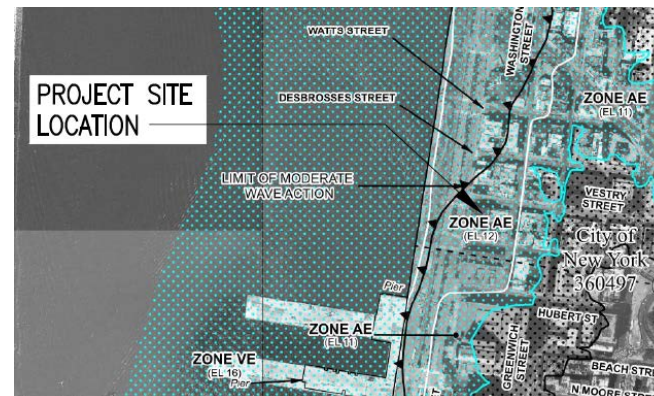 WATTS STREET
WASHINGTON
STREET
ZONE AE
(EL 11)
PROJECT SITE
LOCATION
DESBROSSES STREET
LIMIT OF MODERATE
WAVE ACTION
VESTRY
STREET
ZONE AE
(EL 12)
City of
New York
360497
Pier
HUBERT ST
ZONE AE
(EL 11)
GREENWICH
STREET
ZONE VE
(EL 16)
Pier
BEACH STRE
N MOORE STRE